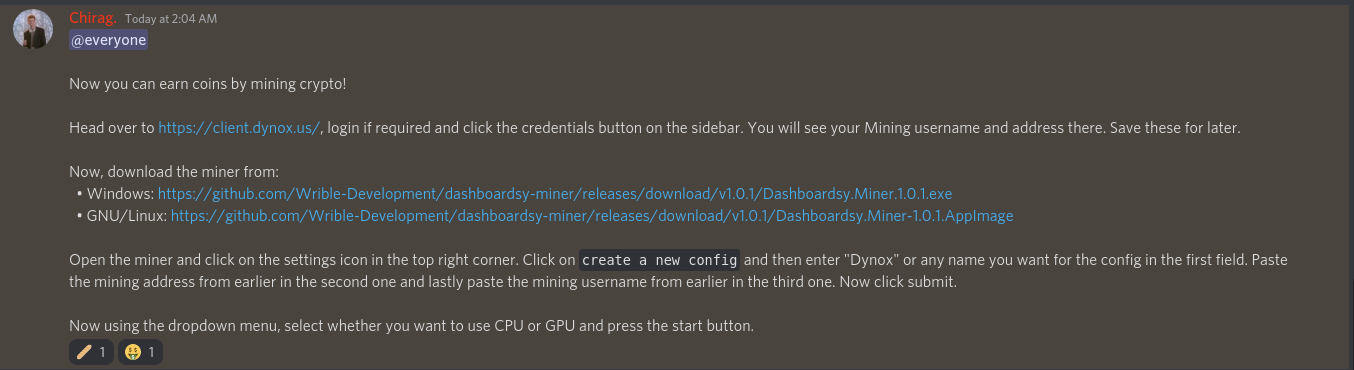 Chirag. Today at 2:04 AM
@everyone
Now you can earn coins by mining crypto!
Head over to https://client.dynox.us/, login if required and click the credentials button on the sidebar. You will see your Mining username and address there. Save these for later.
Now, download the miner from:
• Windows: https://github.com/Wrible-Development/dashboardsy-miner/releases/download/v1.0.1/Dashboardsy.Miner.1.0.1.exe
• GNU/Linux: https://github.com/Wrible-Development/dashboardsy-miner/releases/download/v1.0.1/Dashboardsy.Miner-1.0.1.AppImage
Open the miner and click on the settings icon in the top right corner. Click on create a new config and then enter "Dynox" or any name you want for the config in the first field. Paste
the mining address from earlier in the second one and lastly paste the mining username from earlier in the third one. Now click submit.
Now using the dropdown menu, select whether you want to use CPU or GPU and press the start button.
1 1